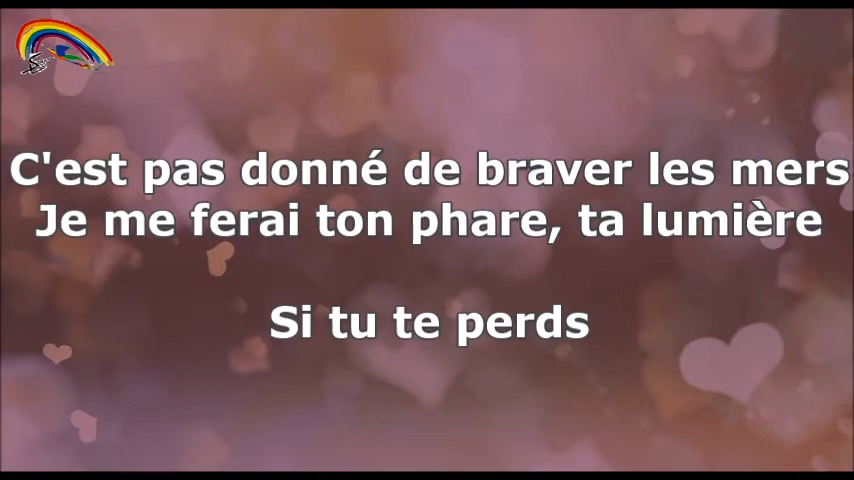 C'est pas donné de braver les mers
Je me ferai ton phare, ta lumière
Si tu te perds